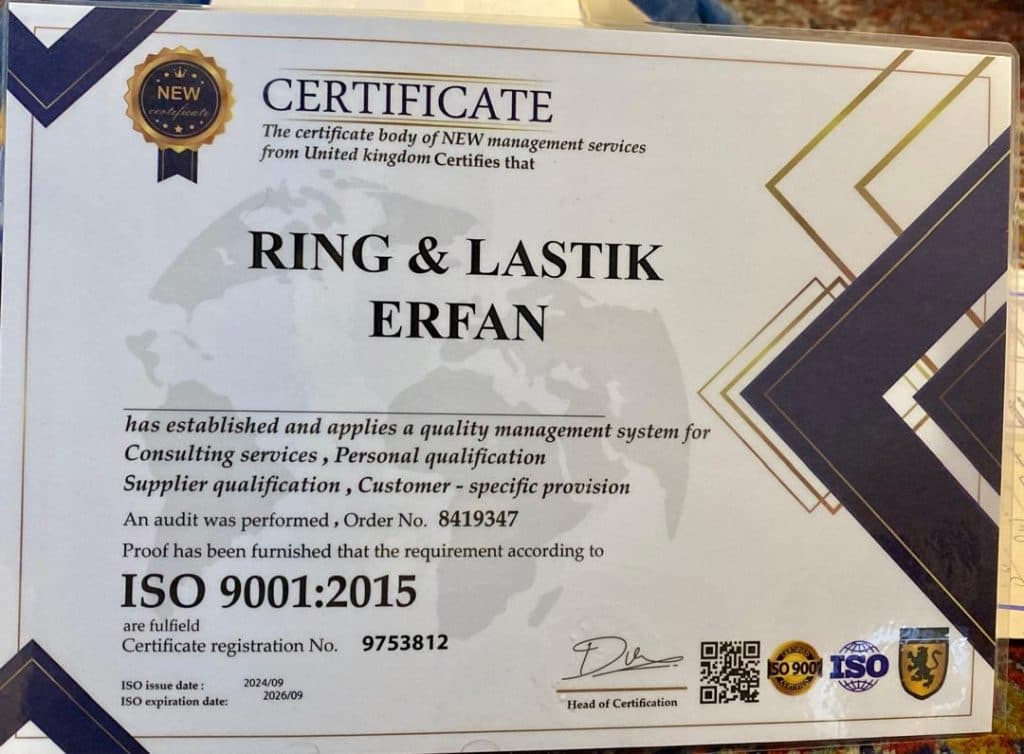 NEW
certificate
CERTIFICATE
The certificate body of NEW management services
from United kingdom Certifies that
RING & LASTIK
ERFAN
has established and applies a quality management system for
Consulting services , Personal qualification
Supplier qualification , Customer - specific provision
An audit was performed , Order No. 8419347
Proof has been furnished that the requirement according to
ISO 9001:2015
are fulfield
Certificate registration No. 9753812
ISO issue date : 2024/09
ISO expiration date: 2026/09
Head of Certification
ISO 9001
ISO